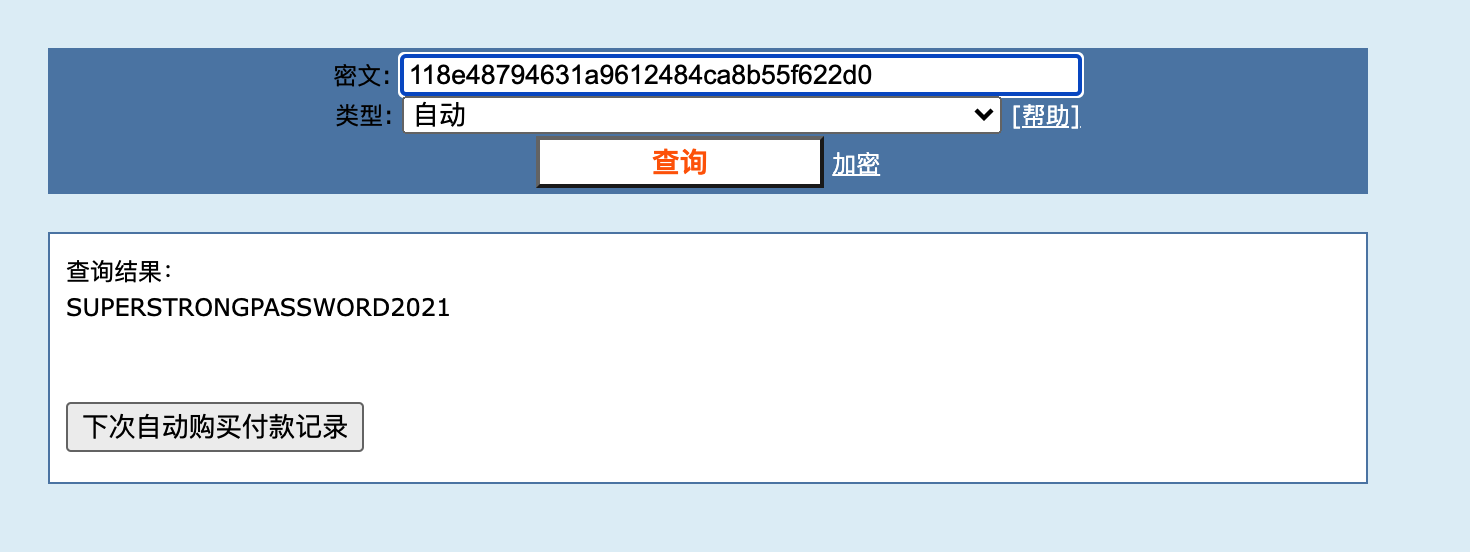 密文: 118e48794631a9612484ca8b55f622d0
类型: 自动 [帮助]
查询 加密
查询结果：
SUPERSTRONGPASSWORD2021
下次自动购买付款记录